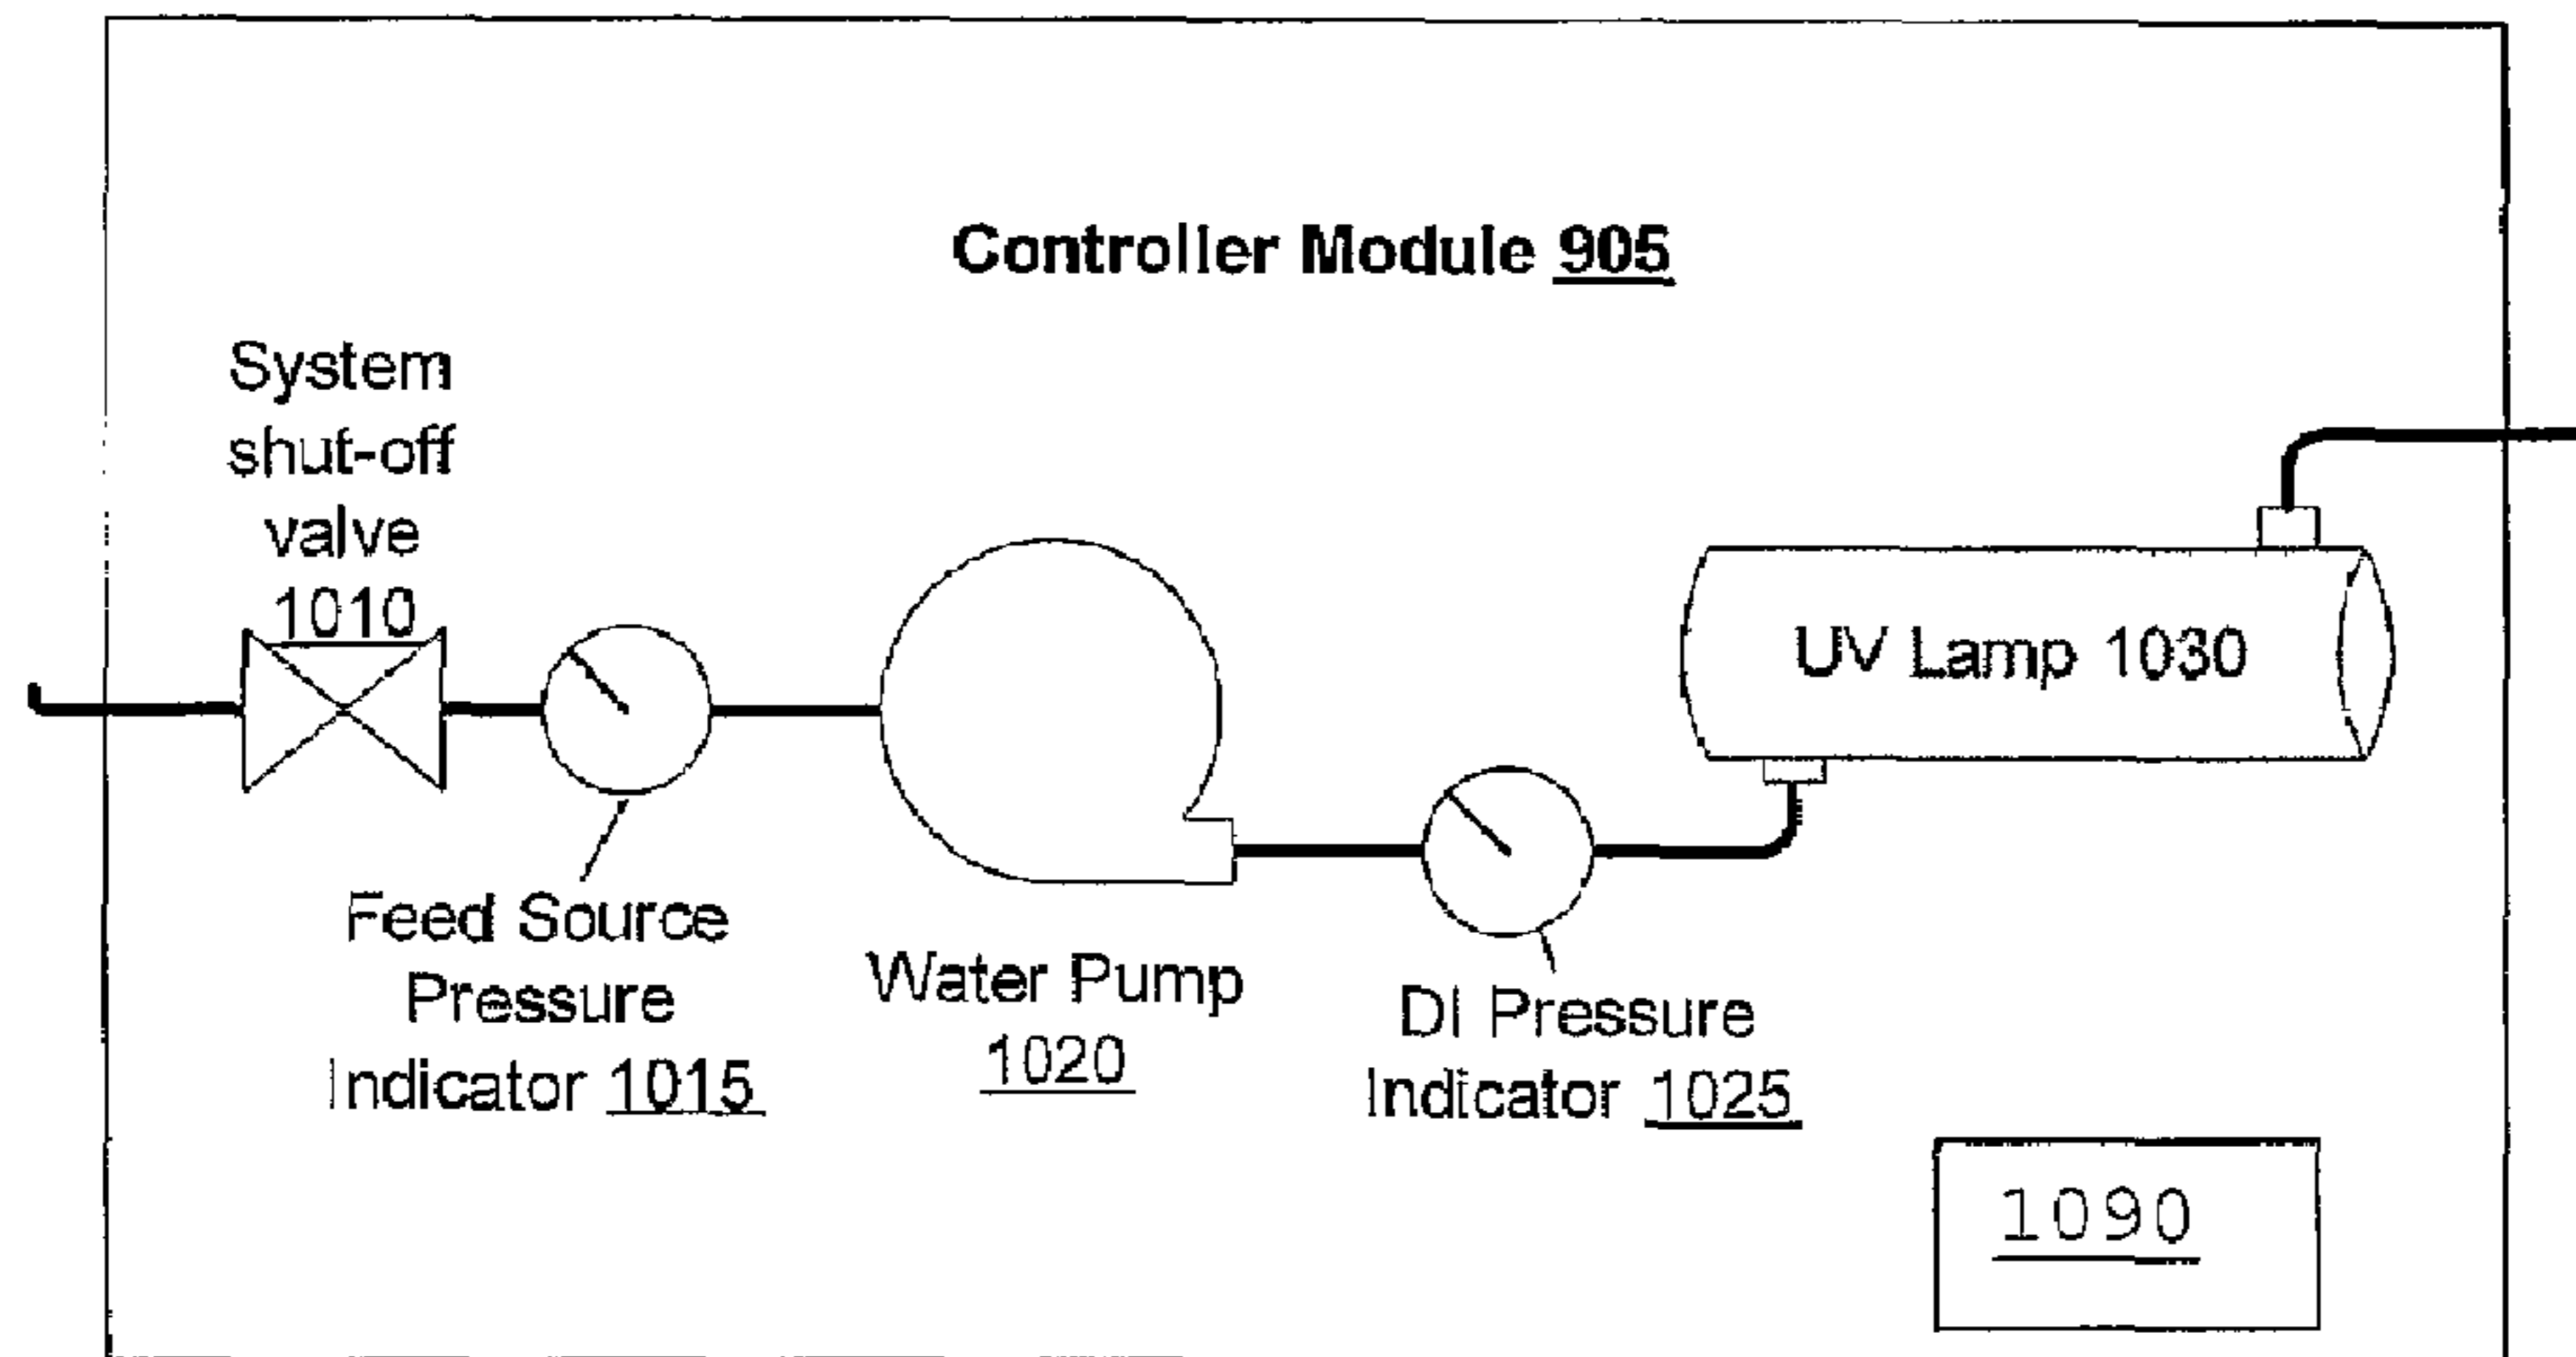 Controller Module 905
System
shut-off
valve
1010
UV Lamp 1030
Feed Source
Pressure
Indicator 1015
Water Pump
1020
DI Pressure
Indicator 1025
1090